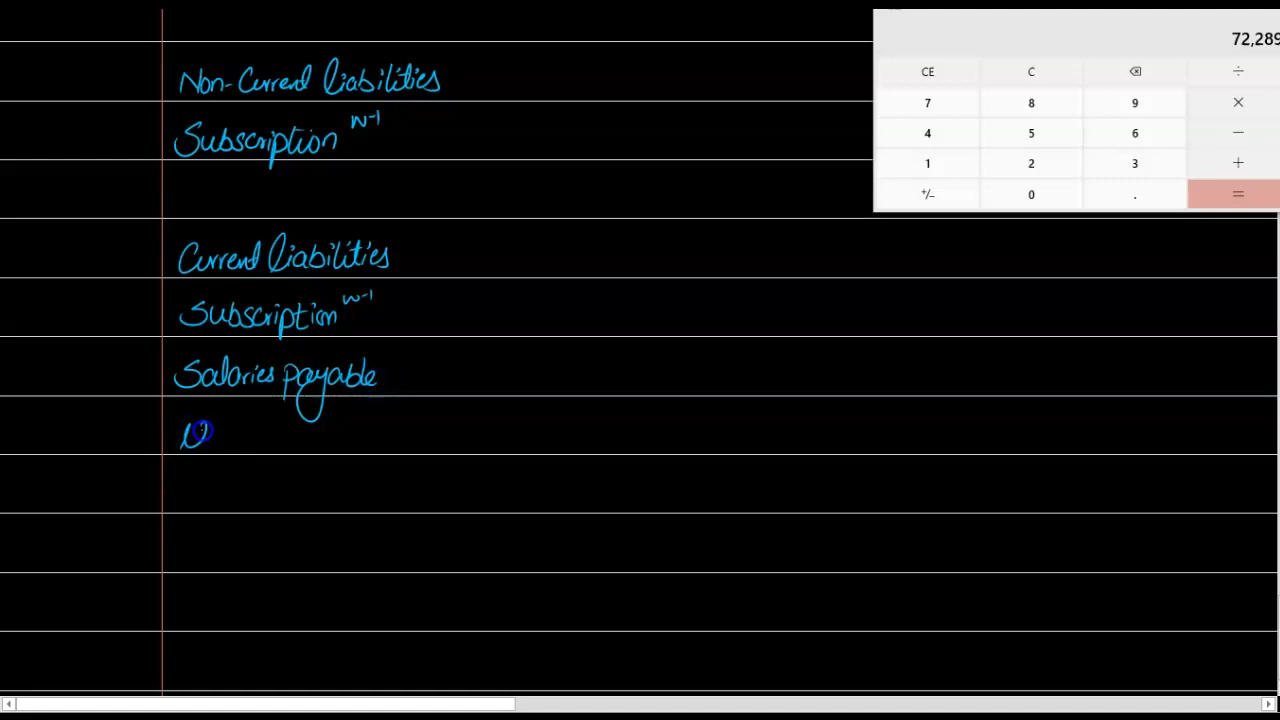 72,289
CE C ⌫ ÷
7 8 9 ×
4 5 6 −
1 2 3 +
+/− 0 . =
Non-Current liabilities
Subscription W-1
Current liabilities
Subscription W-1
Salaries payable